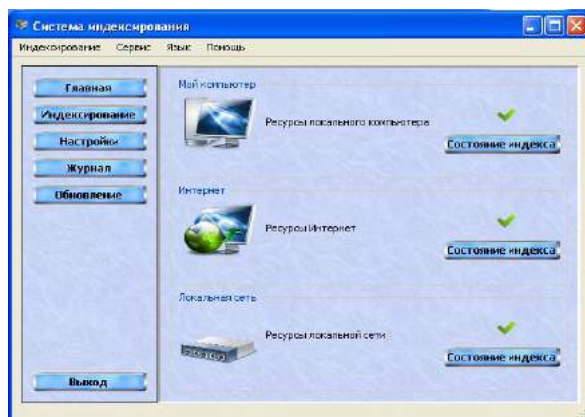 Система индексирования
Индексирование Сервис Язык Помощь
Главная
Индексирование
Настройки
Журнал
Обновление
Выход
Мой компьютер
Ресурсы локального компьютера
Состояние индекса
Интернет
Ресурсы Интернет
Состояние индекса
Локальная сеть
Ресурсы локальной сети
Состояние индекса